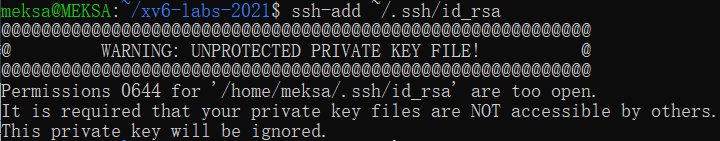 meksa@MEKSA:~/xv6-labs-2021$ ssh-add ~/.ssh/id_rsa
@@@@@@@@@@@@@@@@@@@@@@@@@@@@@@@@@@@@@@@@@@@@@@@@@@@@@@@@@@@
@         WARNING: UNPROTECTED PRIVATE KEY FILE!          @
@@@@@@@@@@@@@@@@@@@@@@@@@@@@@@@@@@@@@@@@@@@@@@@@@@@@@@@@@@@
Permissions 0644 for '/home/meksa/.ssh/id_rsa' are too open.
It is required that your private key files are NOT accessible by others.
This private key will be ignored.